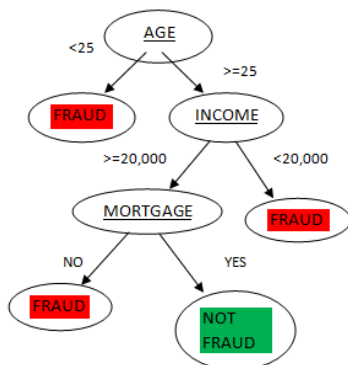 AGE
<25
>=25
FRAUD
INCOME
>=20,000
<20,000
MORTGAGE
FRAUD
NO
YES
FRAUD
NOT
FRAUD